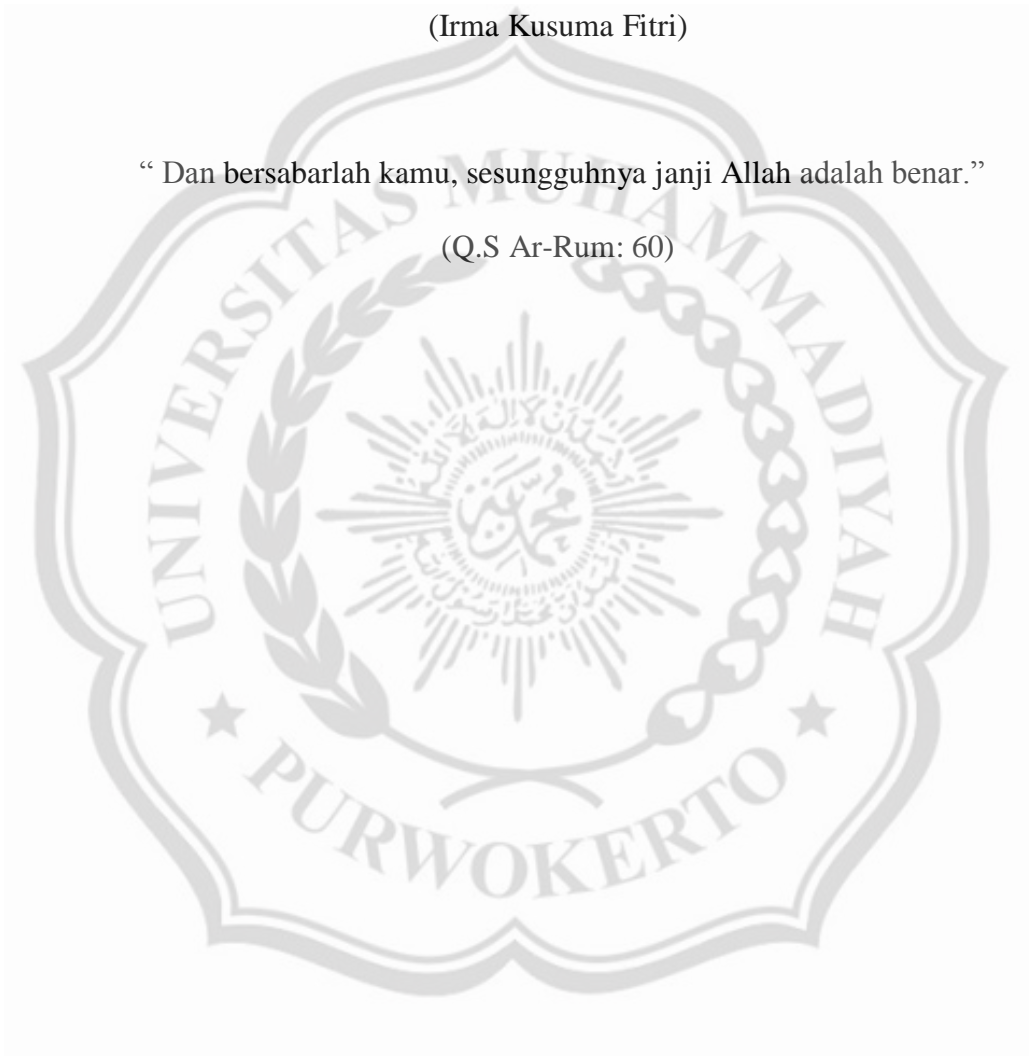 (Irma Kusuma Fitri)
“ Dan bersabarlah kamu, sesungguhnya janji Allah adalah benar.”
(Q.S Ar-Rum: 60)
UNIVERSITAS MUHAMMADIYAH
PURWOKERTO